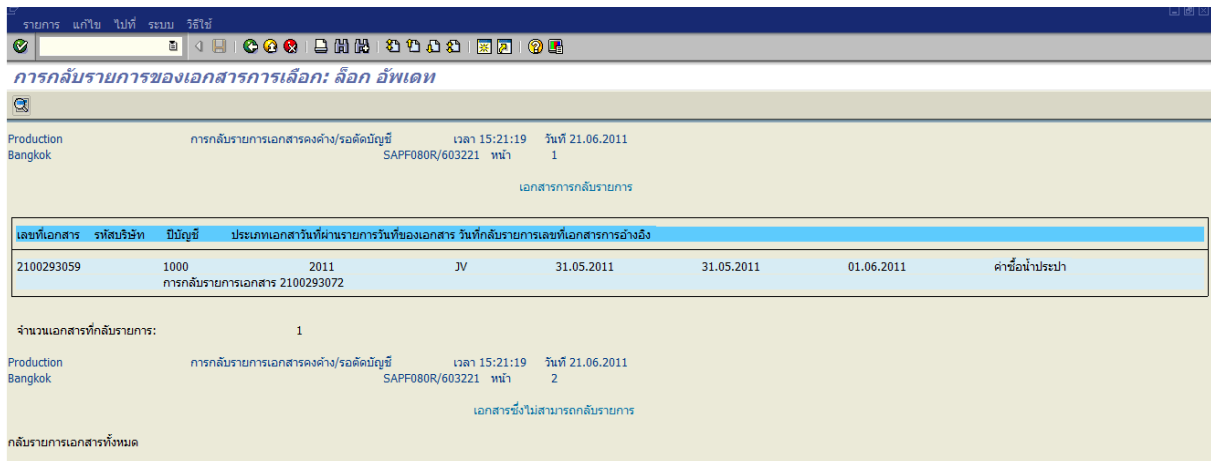 รายการ แก้ไข ไปที่ ระบบ วิธีใช้
การกลับรายการของเอกสารการเลือก: ล็อก อัพเดท
Production การกลับรายการเอกสารคงค้าง/รอตัดบัญชี เวลา 15:21:19 วันที่ 21.06.2011
Bangkok SAPF080R/603221 หน้า 1
เอกสารการกลับรายการ
เลขที่เอกสาร รหัสบริษัท ปีบัญชี ประเภทเอกสาวันที่ผ่านรายการวันที่ของเอกสาร วันที่กลับรายการเลขที่เอกสารการอ้างอิง
2100293059 1000 2011 JV 31.05.2011 31.05.2011 01.06.2011 ค่าซื้อน้ำประปา
การกลับรายการเอกสาร 2100293072
จำนวนเอกสารที่กลับรายการ: 1
Production การกลับรายการเอกสารคงค้าง/รอตัดบัญชี เวลา 15:21:19 วันที่ 21.06.2011
Bangkok SAPF080R/603221 หน้า 2
เอกสารซึ่งไม่สามารถกลับรายการ
กลับรายการเอกสารทั้งหมด